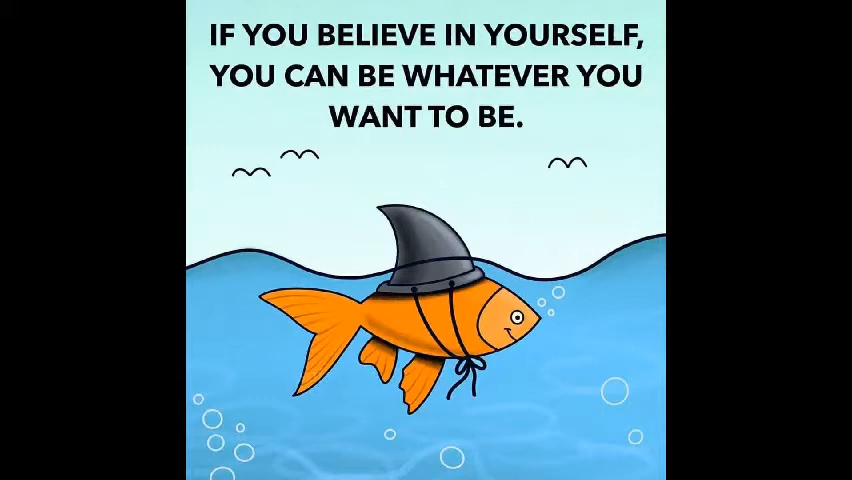 IF YOU BELIEVE IN YOURSELF,
YOU CAN BE WHATEVER YOU
WANT TO BE.